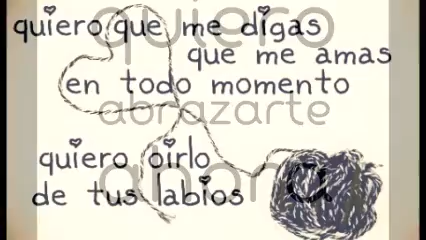 quiero
quiero que me digas
que me amas
en todo momento
abrazarte
quiero oirlo
ahora
de tus labios